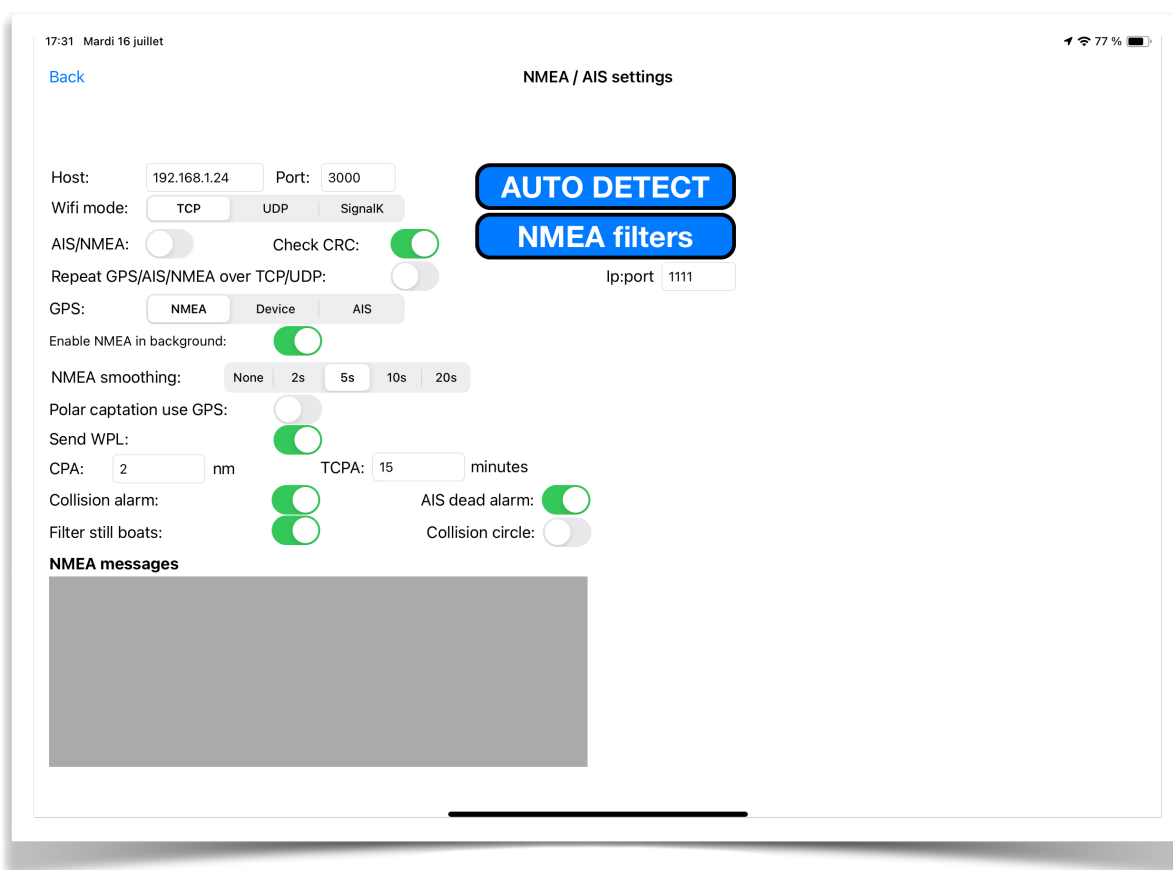 17:31 Mardi 16 juillet 77 %
Back NMEA / AIS settings
Host: 192.168.1.24 Port: 3000 AUTO DETECT
Wifi mode: TCP UDP SignalK
AIS/NMEA: Check CRC: NMEA filters
Repeat GPS/AIS/NMEA over TCP/UDP: Ip:port 1111
GPS: NMEA Device AIS
Enable NMEA in background:
NMEA smoothing: None 2s 5s 10s 20s
Polar captation use GPS:
Send WPL:
CPA: 2 nm TCPA: 15 minutes
Collision alarm: AIS dead alarm:
Filter still boats: Collision circle:
NMEA messages